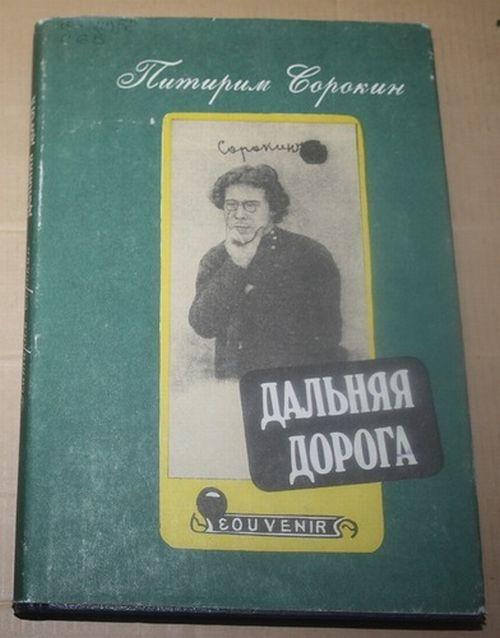 Питирим Сорокин
Сорокин
ДАЛЬНЯЯ
ДОРОГА
SOUVENIR